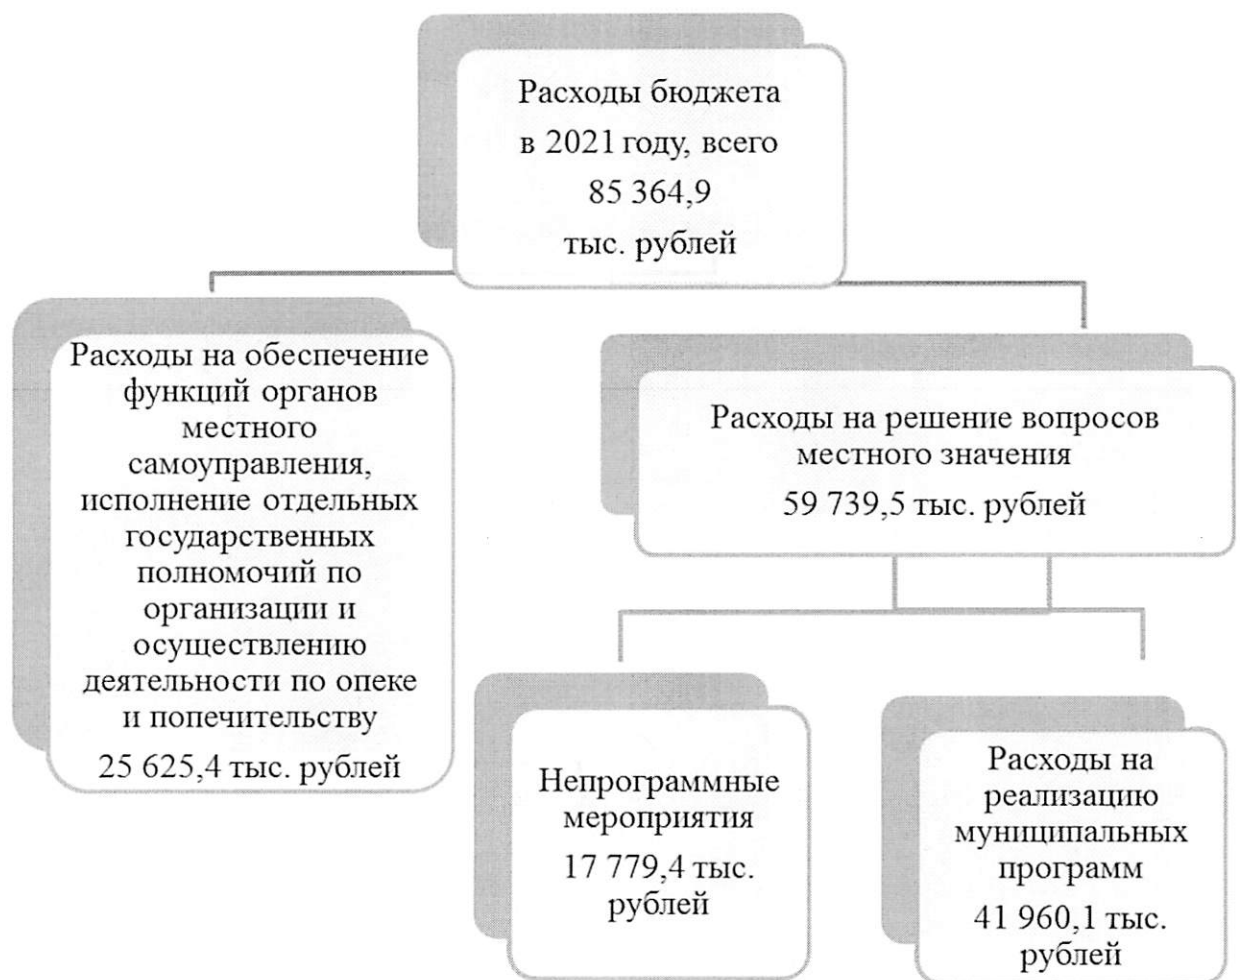 Расходы бюджета
в 2021 году, всего
85 364,9
тыс. рублей
Расходы на обеспечение
функций органов
местного
самоуправления,
исполнение отдельных
государственных
полномочий по
организации и
осуществлению
деятельности по опеке
и попечительству
25 625,4 тыс. рублей
Расходы на решение вопросов
местного значения
59 739,5 тыс. рублей
Непрограммные
мероприятия
17 779,4 тыс.
рублей
Расходы на
реализацию
муниципальных
программ
41 960,1 тыс.
рублей